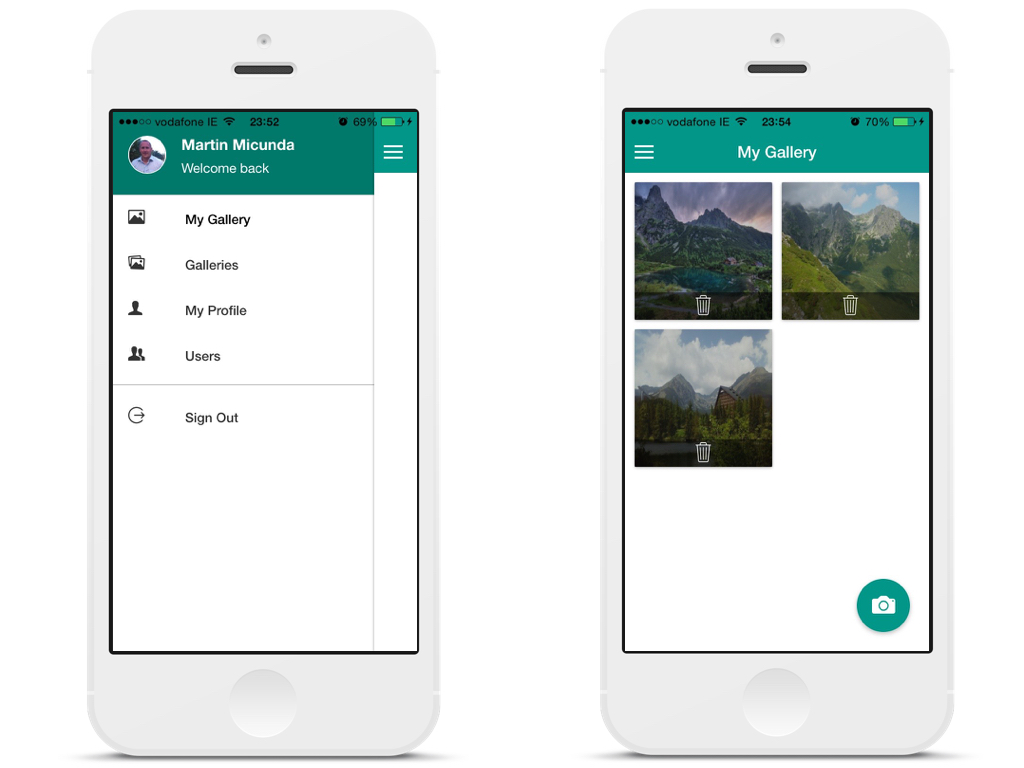 vodafone IE 23:52 69%
Martin Micunda
Welcome back
My Gallery
Galleries
My Profile
Users
Sign Out
vodafone IE 23:54 70%
My Gallery